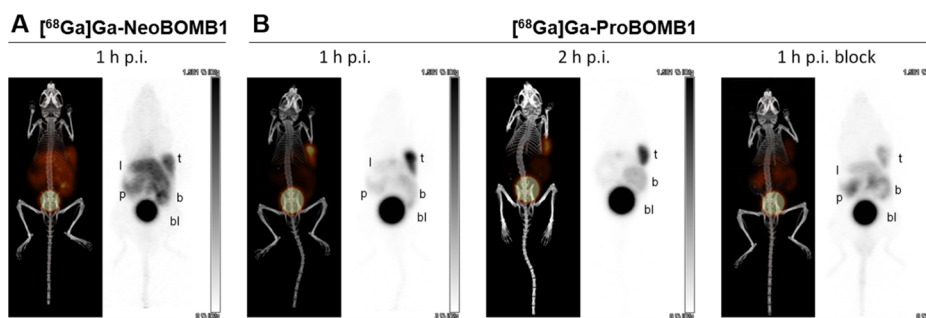 A [⁶⁸Ga]Ga-NeoBOMB1
1 h p.i.
l
t
p
b
bl
B [⁶⁸Ga]Ga-ProBOMB1
1 h p.i.
l
t
p
b
bl
2 h p.i.
t
b
bl
1 h p.i. block
l
t
p
b
bl